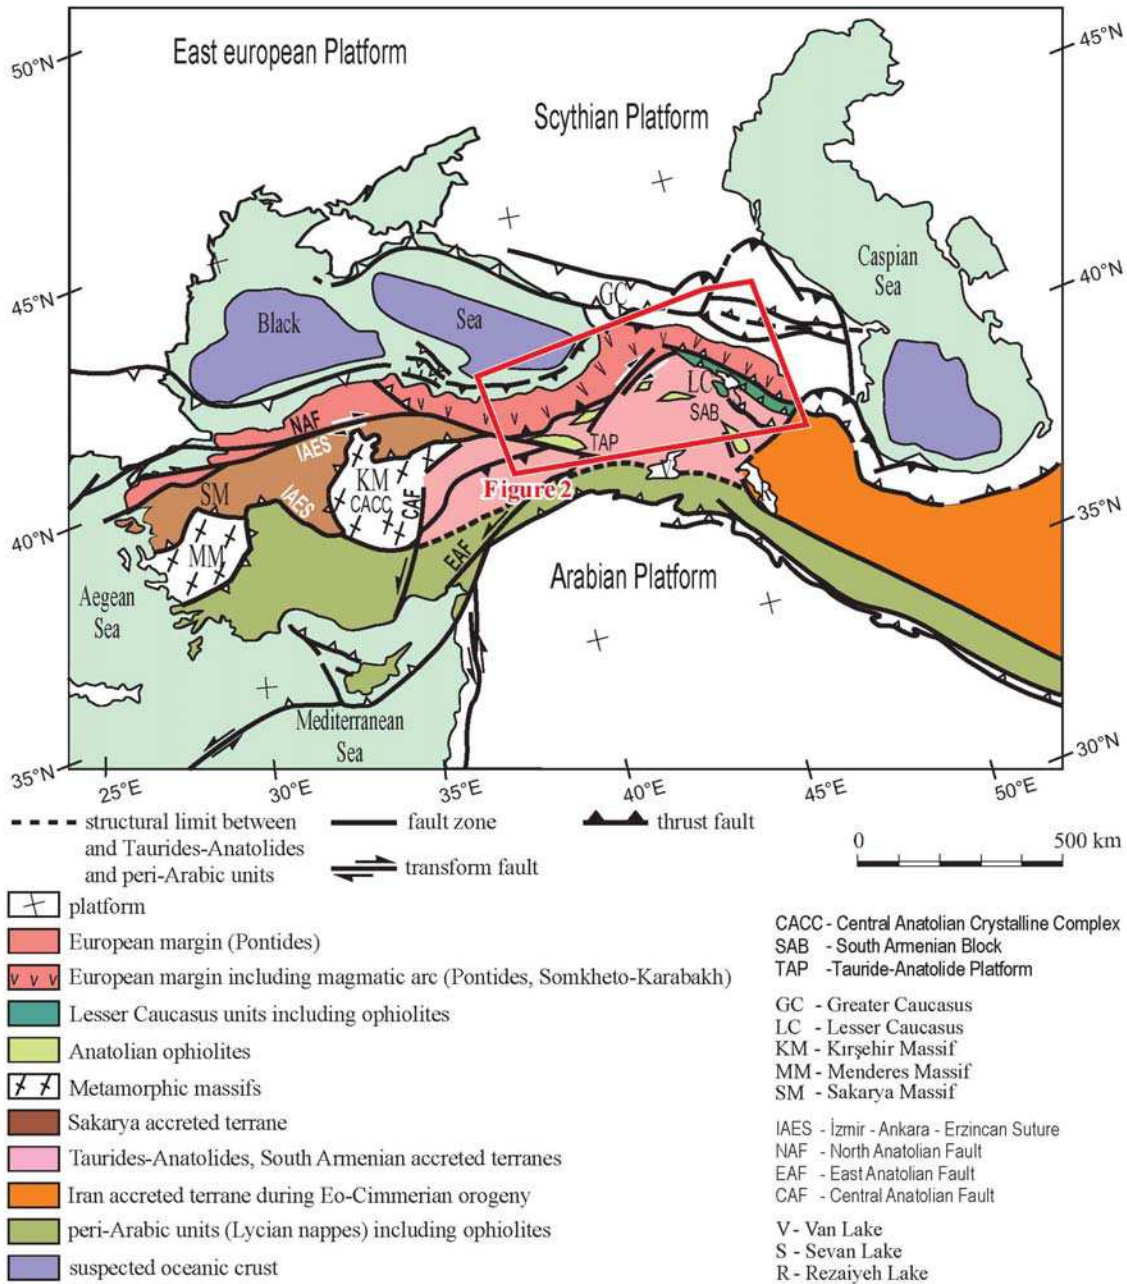 East european Platform
Scythian Platform
50°N
45°N
45°N
40°N
40°N
35°N
35°N
30°N
Caspian
Sea
GC
Black
Sea
LC
S
SAB
NAF
IAES
TAP
KM
CACC
CAF
V
R
Figure 2
SM
IAES
MM
EAF
Arabian Platform
Aegean
Sea
Mediterranean
Sea
25°E
30°E
35°E
40°E
45°E
50°E
structural limit between
and Taurides-Anatolides
and peri-Arabic units
fault zone
transform fault
thrust fault
0 500 km
platform
European margin (Pontides)
European margin including magmatic arc (Pontides, Somkheto-Karabakh)
Lesser Caucasus units including ophiolites
Anatolian ophiolites
Metamorphic massifs
Sakarya accreted terrane
Taurides-Anatolides, South Armenian accreted terranes
Iran accreted terrane during Eo-Cimmerian orogeny
peri-Arabic units (Lycian nappes) including ophiolites
suspected oceanic crust
CACC - Central Anatolian Crystalline Complex
SAB - South Armenian Block
TAP -Tauride-Anatolide Platform
GC - Greater Caucasus
LC - Lesser Caucasus
KM - Kırşehir Massif
MM - Menderes Massif
SM - Sakarya Massif
IAES - İzmir - Ankara - Erzincan Suture
NAF - North Anatolian Fault
EAF - East Anatolian Fault
CAF - Central Anatolian Fault
V - Van Lake
S - Sevan Lake
R - Rezaiyeh Lake